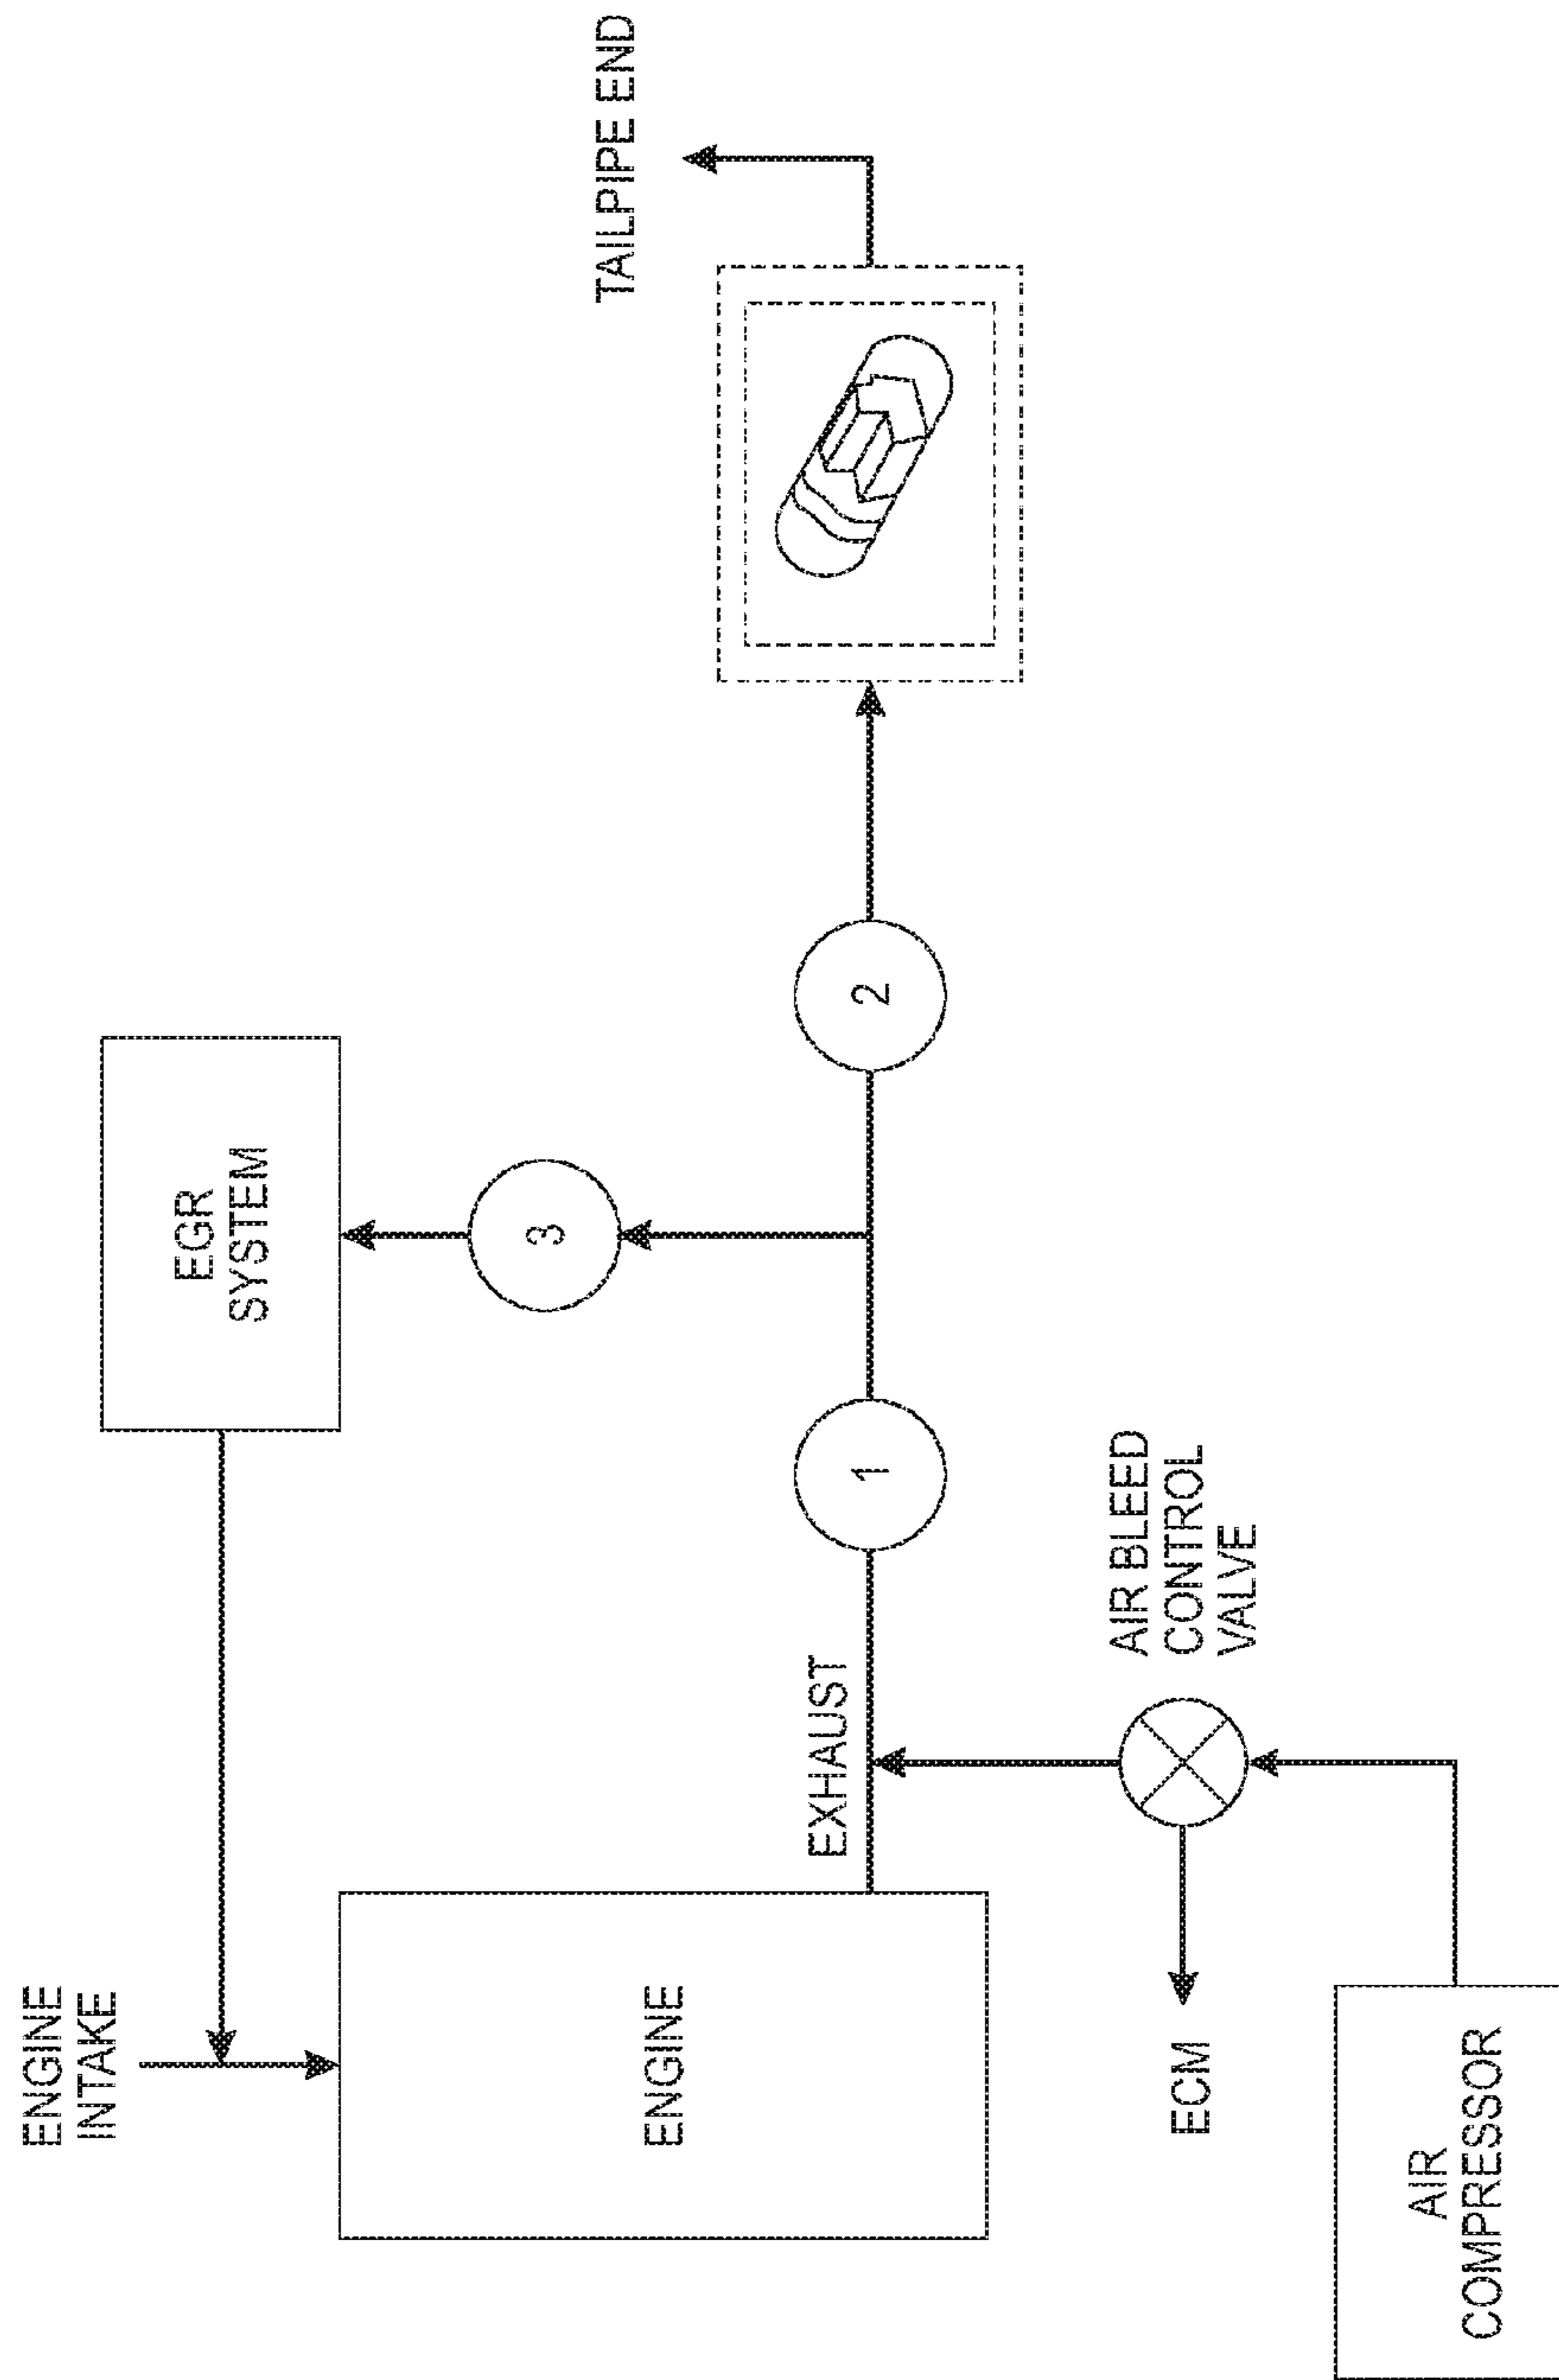 ENGINE
INTAKE
EGR
SYSTEM
TAILPIPE END
3
ENGINE
EXHAUST
1
2
AIR BLEED
CONTROL
VALVE
ECM
AIR
COMPRESSOR